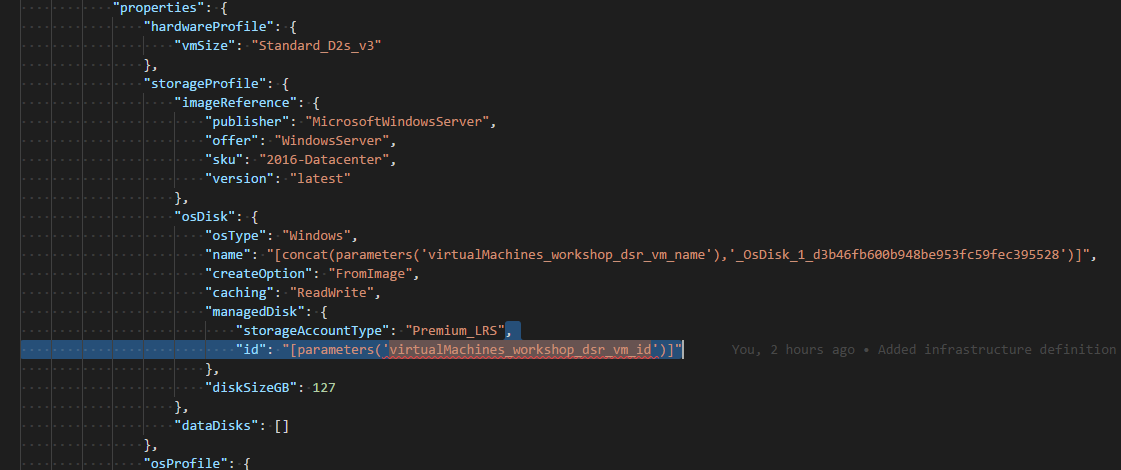 "properties": {
"hardwareProfile": {
"vmSize": "Standard_D2s_v3"
},
"storageProfile": {
"imageReference": {
"publisher": "MicrosoftWindowsServer",
"offer": "WindowsServer",
"sku": "2016-Datacenter",
"version": "latest"
},
"osDisk": {
"osType": "Windows",
"name": "[concat(parameters('virtualMachines_workshop_dsr_vm_name'),'_OsDisk_1_d3b46fb600b948be953fc59fec395528')]",
"createOption": "FromImage",
"caching": "ReadWrite",
"managedDisk": {
"storageAccountType": "Premium_LRS",
"id": "[parameters('virtualMachines_workshop_dsr_vm_id')]" You, 2 hours ago • Added infrastructure definition
},
"diskSizeGB": 127
},
"dataDisks": []
},
"osProfile": {